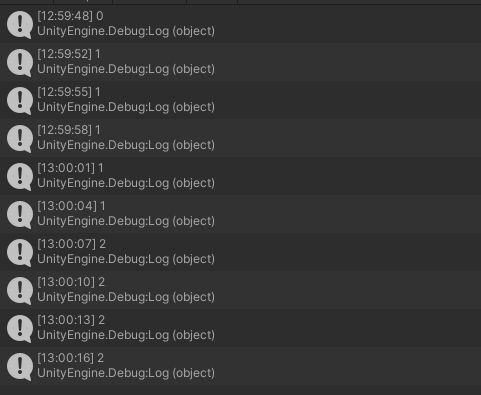 [12:59:48] 0
UnityEngine.Debug:Log (object)
[12:59:52] 1
UnityEngine.Debug:Log (object)
[12:59:55] 1
UnityEngine.Debug:Log (object)
[12:59:58] 1
UnityEngine.Debug:Log (object)
[13:00:01] 1
UnityEngine.Debug:Log (object)
[13:00:04] 1
UnityEngine.Debug:Log (object)
[13:00:07] 2
UnityEngine.Debug:Log (object)
[13:00:10] 2
UnityEngine.Debug:Log (object)
[13:00:13] 2
UnityEngine.Debug:Log (object)
[13:00:16] 2
UnityEngine.Debug:Log (object)